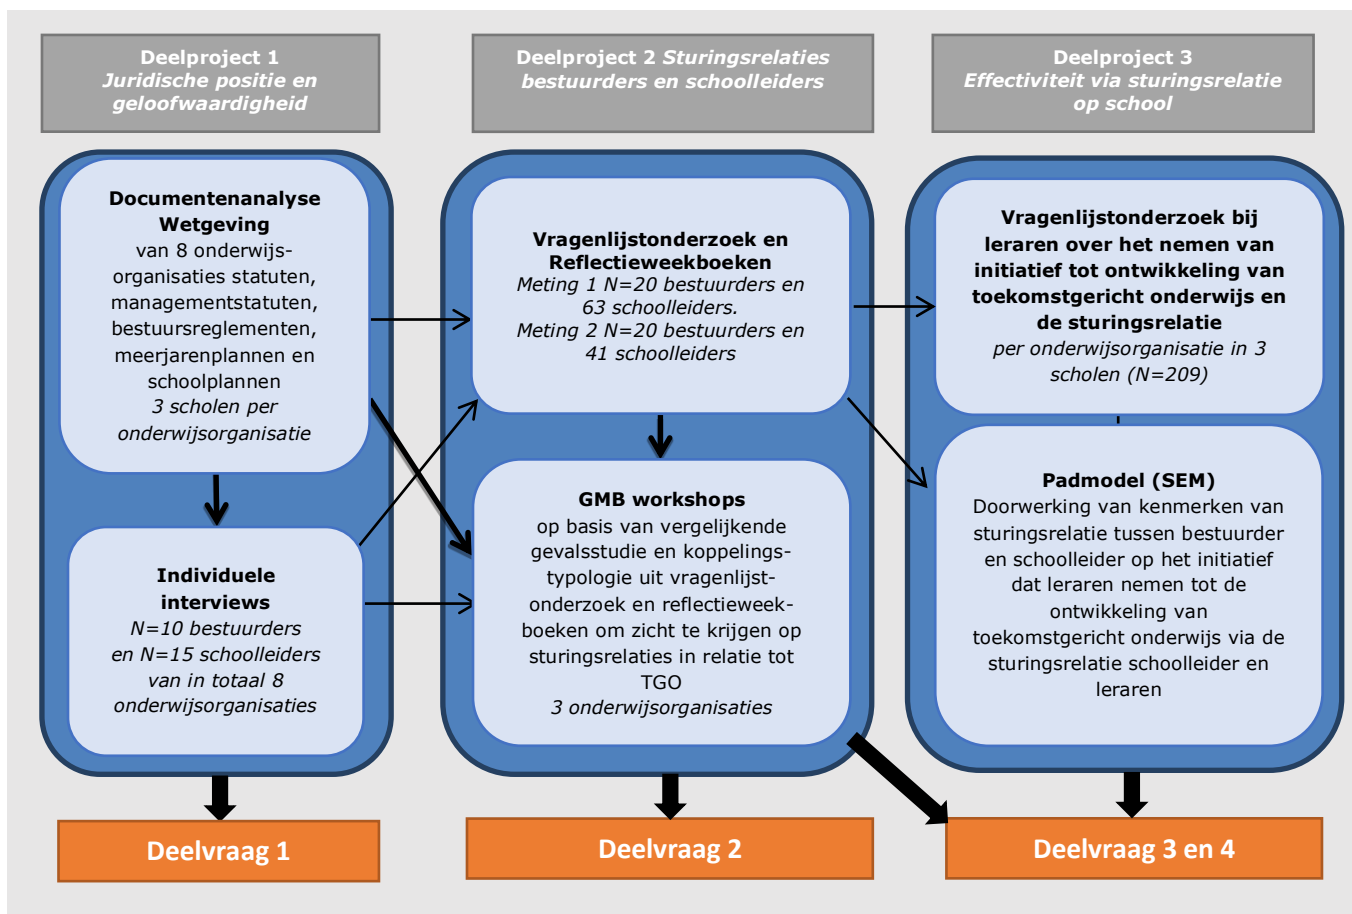 Deelproject 1
Juridische positie en
geloofwaardigheid
Documentenanalyse
Wetgeving
van 8 onderwijs-
organisaties statuten,
managementstatuten,
bestuursreglementen,
meerjarenplannen en
schoolplannen
3 scholen per
onderwijsorganisatie
Individuele
interviews
N=10 bestuurders
en N=15 schoolleiders
van in totaal 8
onderwijsorganisaties
Deelvraag 1
Deelproject 2 Sturingsrelaties
bestuurders en schoolleiders
Vragenlijstonderzoek en
Reflectieweekboeken
Meting 1 N=20 bestuurders en
63 schoolleiders.
Meting 2 N=20 bestuurders en
41 schoolleiders
GMB workshops
op basis van vergelijkende
gevalsstudie en koppelings-
typologie uit vragenlijst-
onderzoek en reflectieweek-
boeken om zicht te krijgen op
sturingsrelaties in relatie tot
TGO
3 onderwijsorganisaties
Deelvraag 2
Deelproject 3
Effectiviteit via sturingsrelatie
op school
Vragenlijstonderzoek bij
leraren over het nemen van
initiatief tot ontwikkeling van
toekomstgericht onderwijs en
de sturingsrelatie
per onderwijsorganisatie in 3
scholen (N=209)
Padmodel (SEM)
Doorwerking van kenmerken van
sturingsrelatie tussen bestuurder
en schoolleider op het initiatief
dat leraren nemen tot de
ontwikkeling van
toekomstgericht onderwijs via de
sturingsrelatie schoolleider en
leraren
Deelvraag 3 en 4